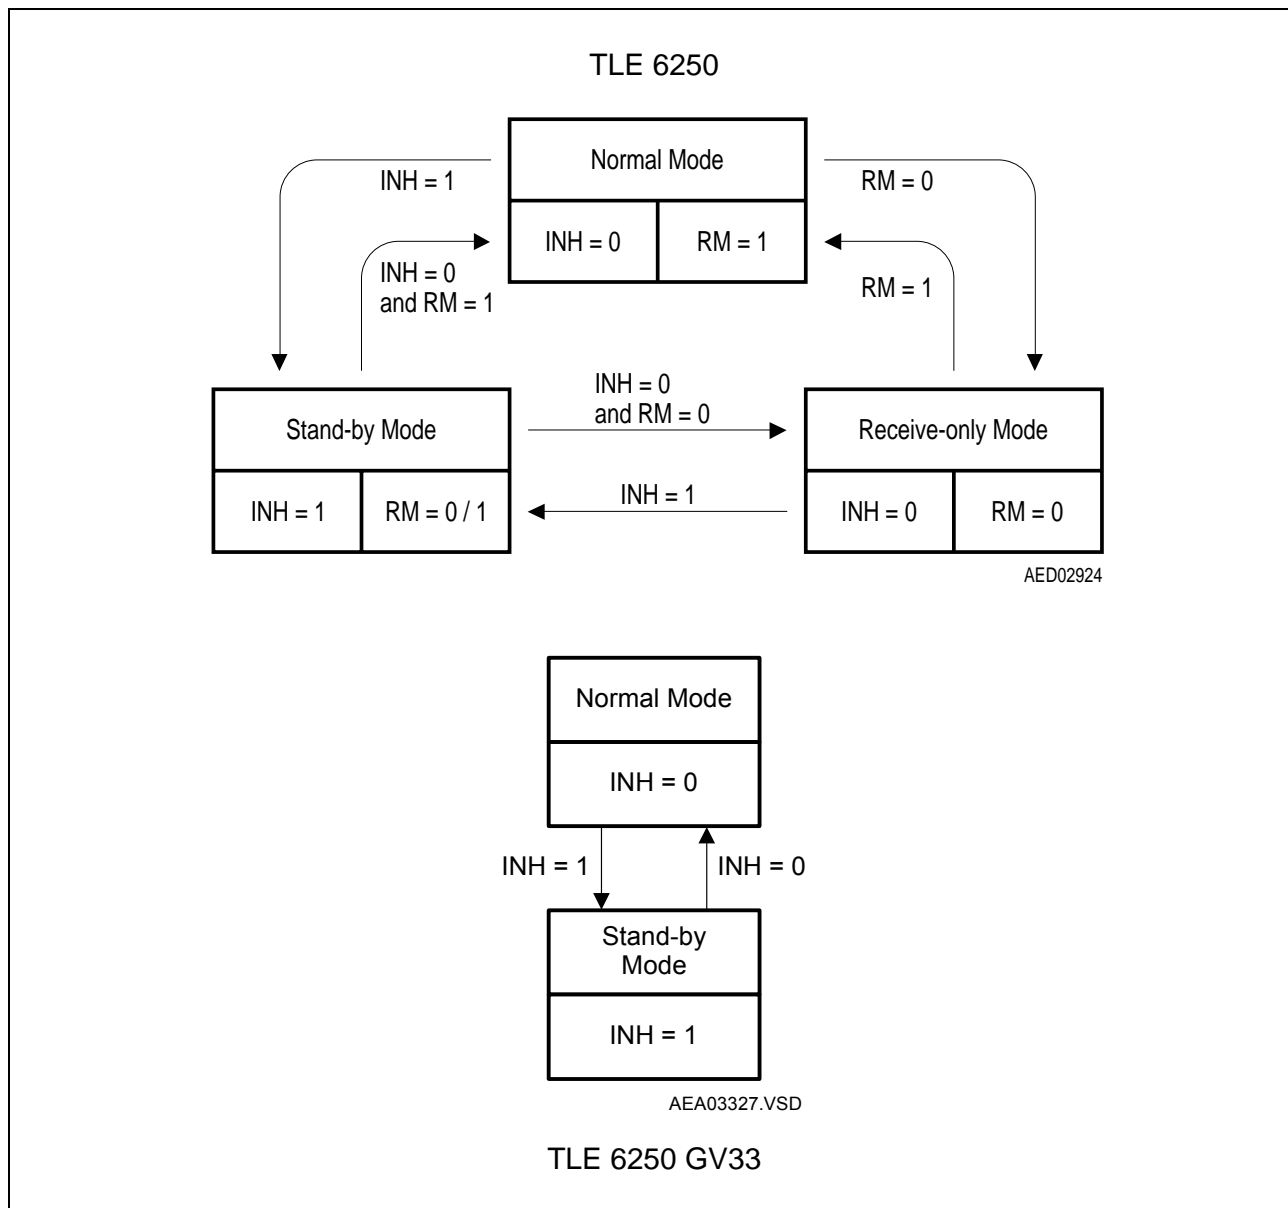 TLE 6250
Normal Mode
INH = 1
RM = 0
INH = 0
RM = 1
INH = 0
and RM = 1
RM = 1
INH = 0
and RM = 0
Stand-by Mode
Receive-only Mode
INH = 1
INH = 1
RM = 0 / 1
INH = 0
RM = 0
AED02924
Normal Mode
INH = 0
INH = 1
INH = 0
Stand-by
Mode
INH = 1
AEA03327.VSD
TLE 6250 GV33